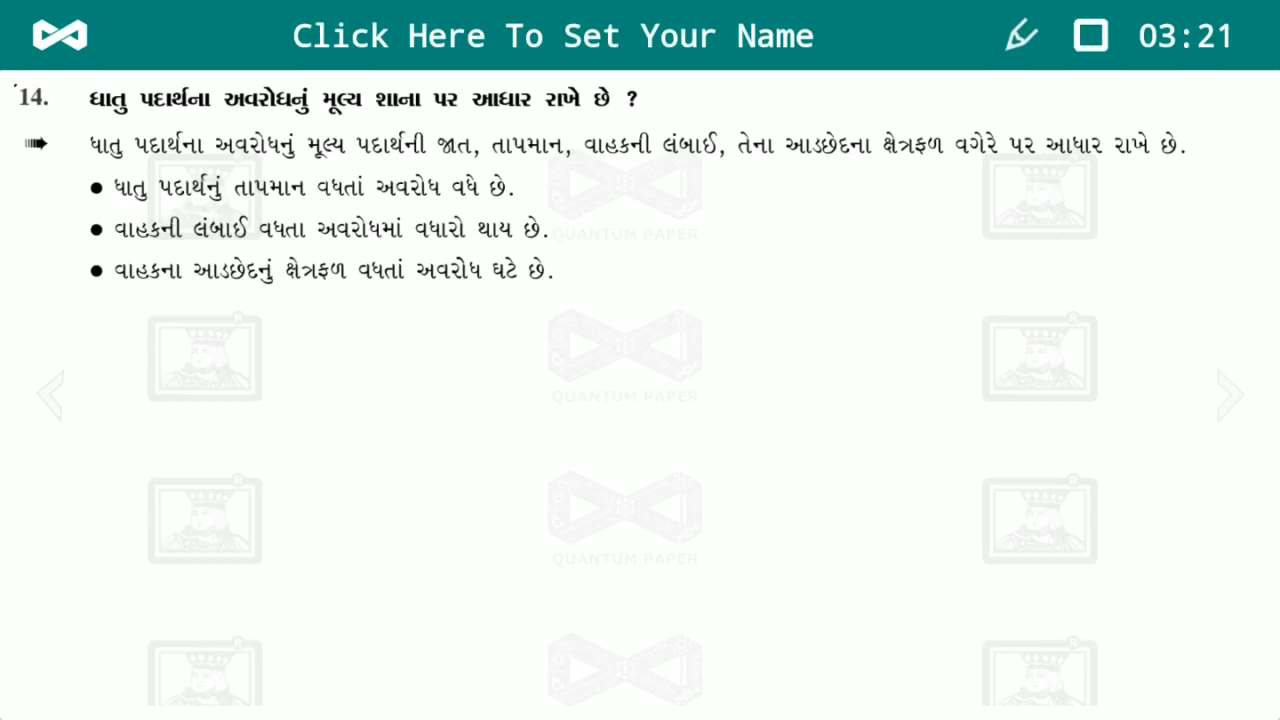 Click Here To Set Your Name
03:21
14. ધાતુ પદાર્થના અવરોધનું મૂલ્ય શાના પર આધાર રાખે છે ?
ધાતુ પદાર્થના અવરોધનું મૂલ્ય પદાર્થની જાત, તાપમાન, વાહકની લંબાઈ, તેના આડછેદના ક્ષેત્રફળ વગેરે પર આધાર રાખે છે.
● ધાતુ પદાર્થનું તાપમાન વધતાં અવરોધ વધે છે.
● વાહકની લંબાઈ વધતા અવરોધમાં વધારો થાય છે.
● વાહકના આડછેદનું ક્ષેત્રફળ વધતાં અવરોધ ઘટે છે.
QUANTUM PAPER
QUANTUM PAPER
QUANTUM PAPER